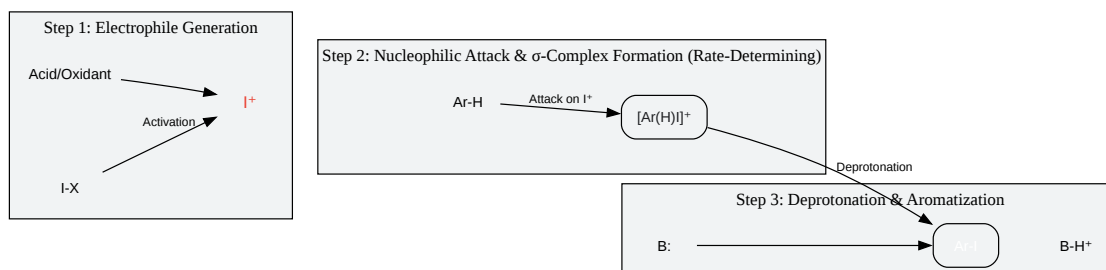 Step 1: Electrophile Generation
Acid/Oxidant
I⁺
Activation
I-X
Step 2: Nucleophilic Attack & σ-Complex Formation (Rate-Determining)
Ar-H
Attack on I⁺
[Ar(H)I]⁺
Deprotonation
Step 3: Deprotonation & Aromatization
B:
Ar-I
B-H⁺